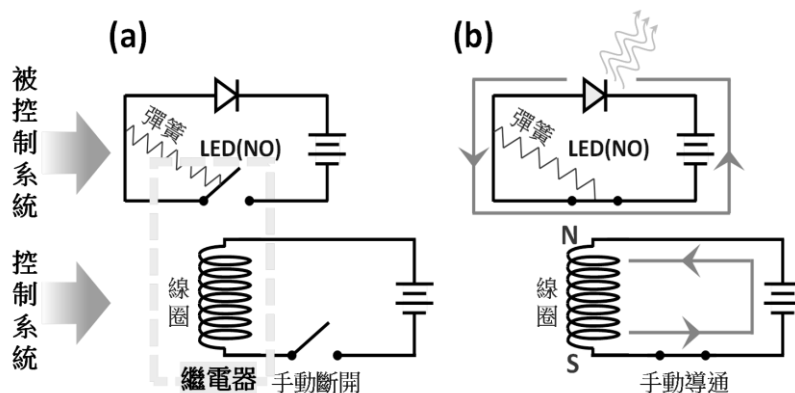 (a)
(b)
被控制系統
彈簧
LED(NO)
彈簧
LED(NO)
控制系統
線圈
N
線圈
S
繼電器
手動斷開
手動導通